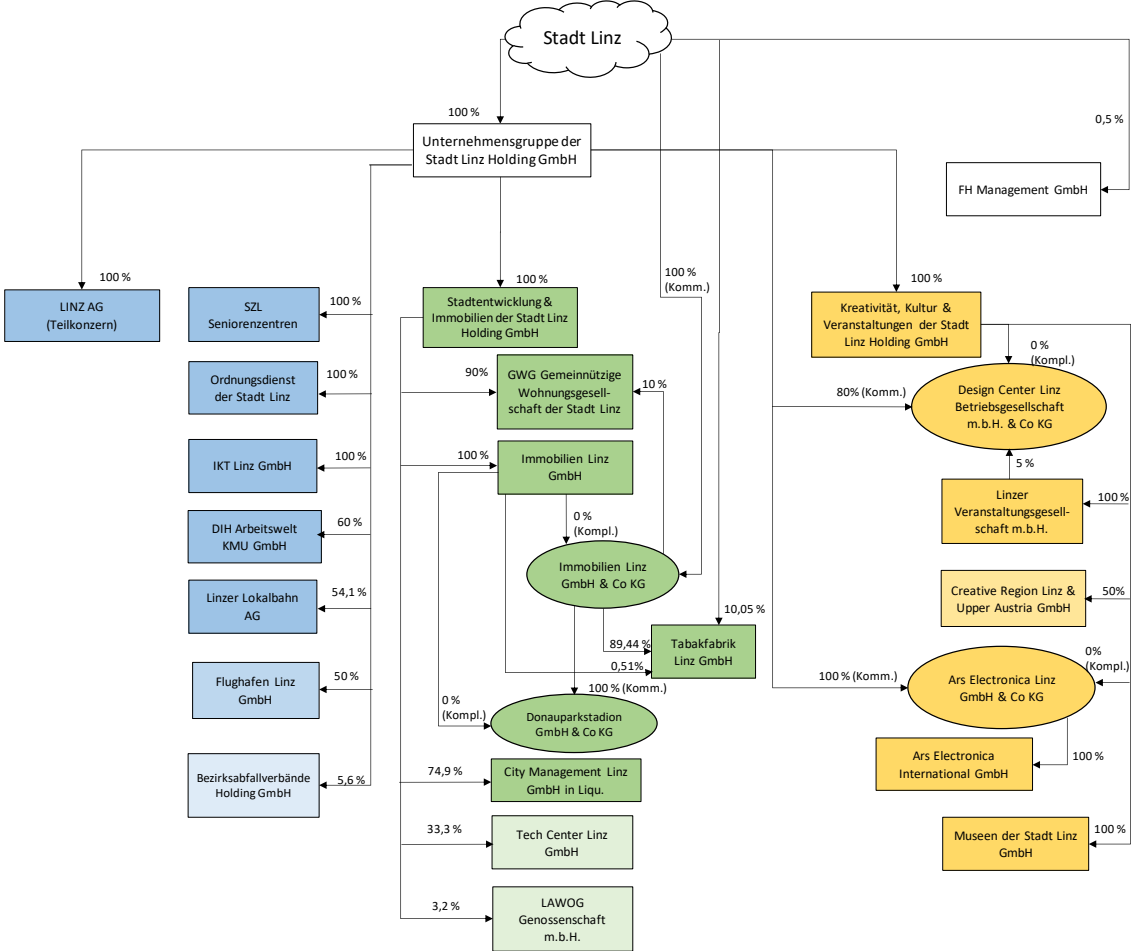 Stadt Linz
100 %
0,5 %
Unternehmensgruppe der
Stadt Linz Holding GmbH
FH Management GmbH
100 %
100 %
100 %
(Komm.)
100 %
LINZ AG
(Teilkonzern)
SZL
Seniorenzentren
100 %
Stadtentwicklung &
Immobilien der Stadt Linz
Holding GmbH
Kreativität, Kultur &
Veranstaltungen der Stadt
Linz Holding GmbH
0 %
(Kompl.)
Ordnungsdienst
der Stadt Linz
100 %
90%
GWG Gemeinnützige
Wohnungsgesell-
schaft der Stadt Linz
10 %
80% (Komm.)
Design Center Linz
Betriebsgesellschaft
m.b.H. & Co KG
IKT Linz GmbH
100 %
100 %
Immobilien Linz
GmbH
5 %
Linzer
Veranstaltungsgesell-
schaft m.b.H.
100 %
DIH Arbeitswelt
KMU GmbH
60 %
0 %
(Kompl.)
Immobilien Linz
GmbH & Co KG
Linzer Lokalbahn
AG
54,1 %
Creative Region Linz &
Upper Austria GmbH
50%
10,05 %
89,44 %
0,51%
Tabakfabrik
Linz GmbH
0%
(Kompl.)
Flughafen Linz
GmbH
50 %
100 % (Komm.)
100 % (Komm.)
Ars Electronica Linz
GmbH & Co KG
0 %
(Kompl.)
Donauparkstadion
GmbH & Co KG
Bezirksabfallverbände
Holding GmbH
5,6 %
74,9 %
City Management Linz
GmbH in Liqu.
Ars Electronica
International GmbH
100 %
33,3 %
Tech Center Linz
GmbH
Museen der Stadt Linz
GmbH
100 %
3,2 %
LAWOG
Genossenschaft
m.b.H.